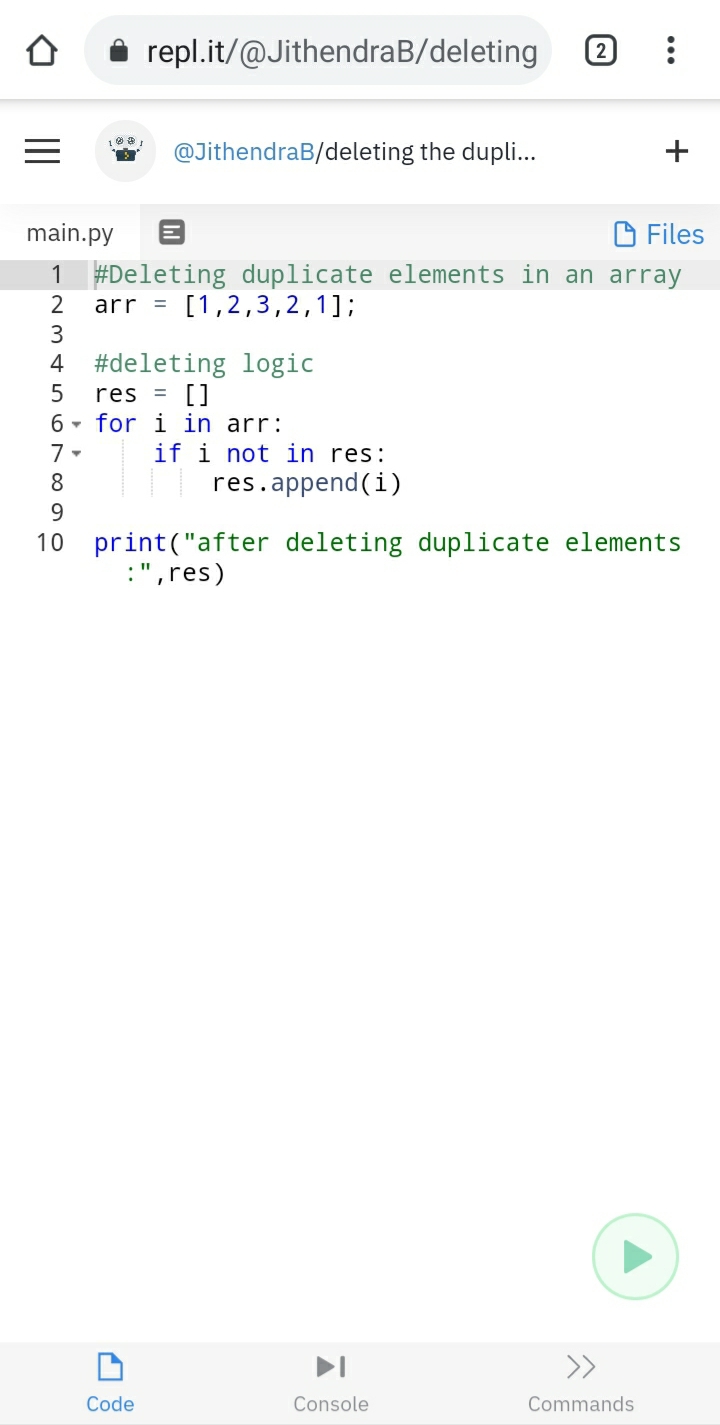 repl.it/@JithendraB/deleting
2
@JithendraB/deleting the dupli...
+
main.py
Files
1 #Deleting duplicate elements in an array
2 arr = [1,2,3,2,1];
3
4 #deleting logic
5 res = []
6 for i in arr:
7 if i not in res:
8 res.append(i)
9
10 print("after deleting duplicate elements
:",res)
Code Console Commands